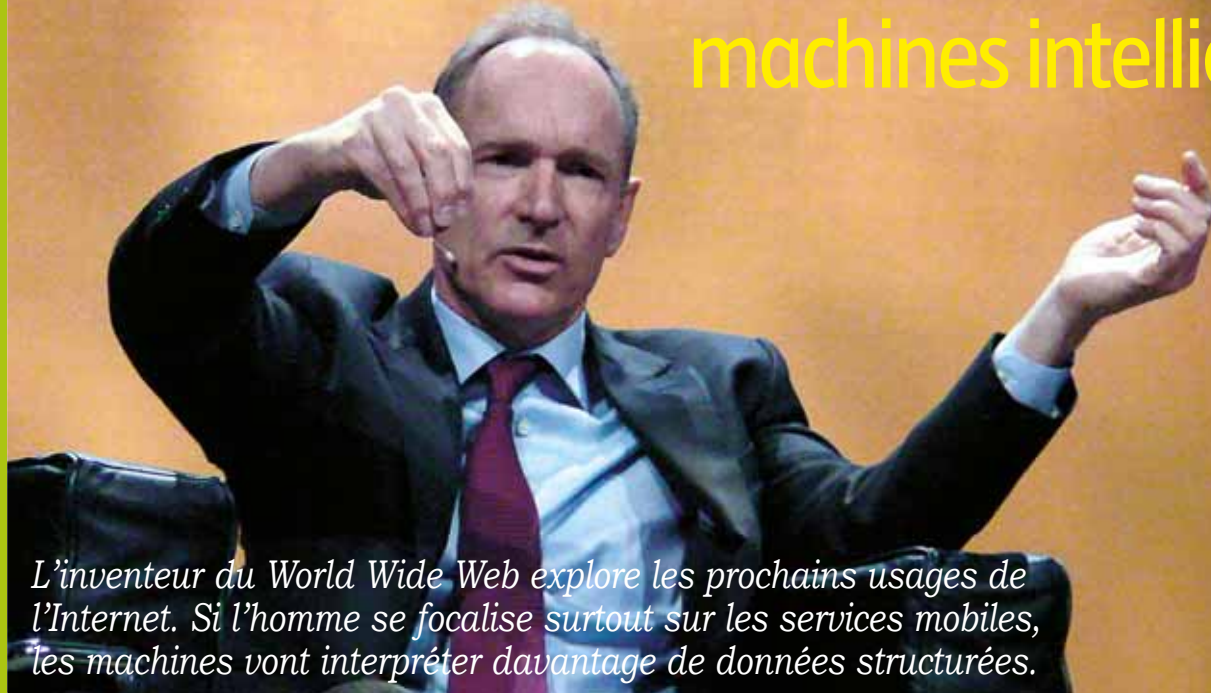 machines
L’inventeur du World Wide Web explore les prochains usages de
l’Internet. Si l’homme se focalise surtout sur les services mobiles,
les machines vont interpréter davantage de données structurées.